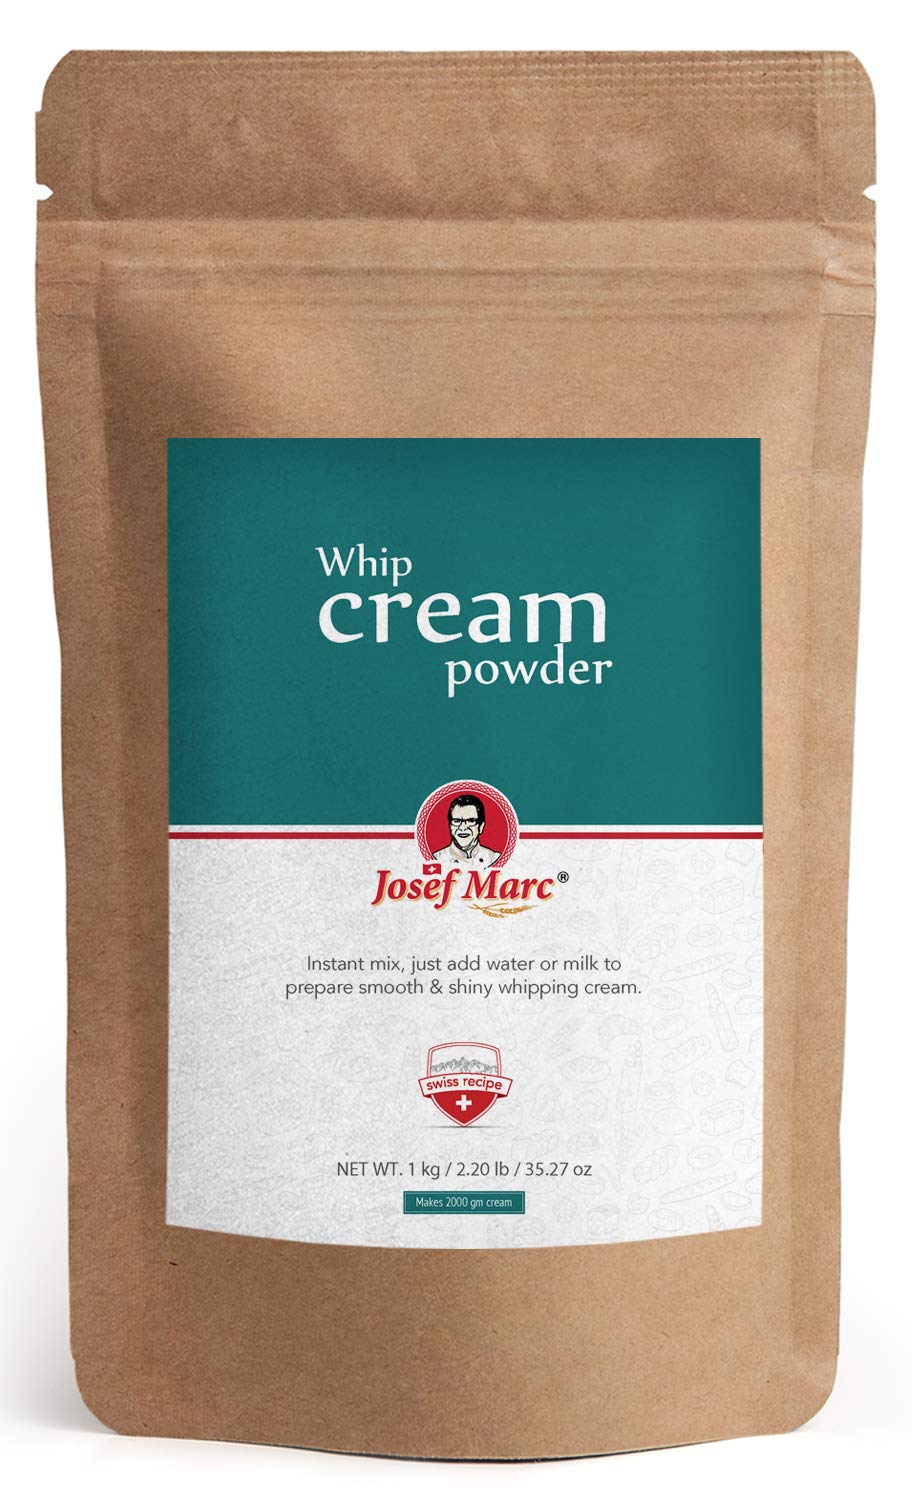 Whip
cream
powder
Josef Marc®
Instant mix, just add water or milk to
prepare smooth & shiny whipping cream.
swiss recipe
NET WT. 1 kg / 2.20 lb / 35.27 oz
Makes 2000 gm cream